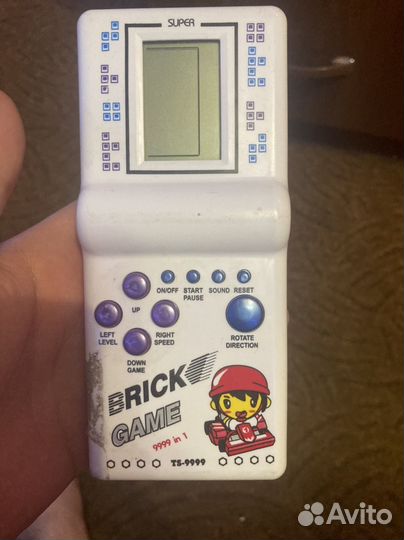 SUPER
ON/OFF START PAUSE SOUND RESET
UP
LEFT LEVEL
RIGHT SPEED
ROTATE DIRECTION
DOWN GAME
BRICK
GAME
9999 in 1
TS-9999
Avito